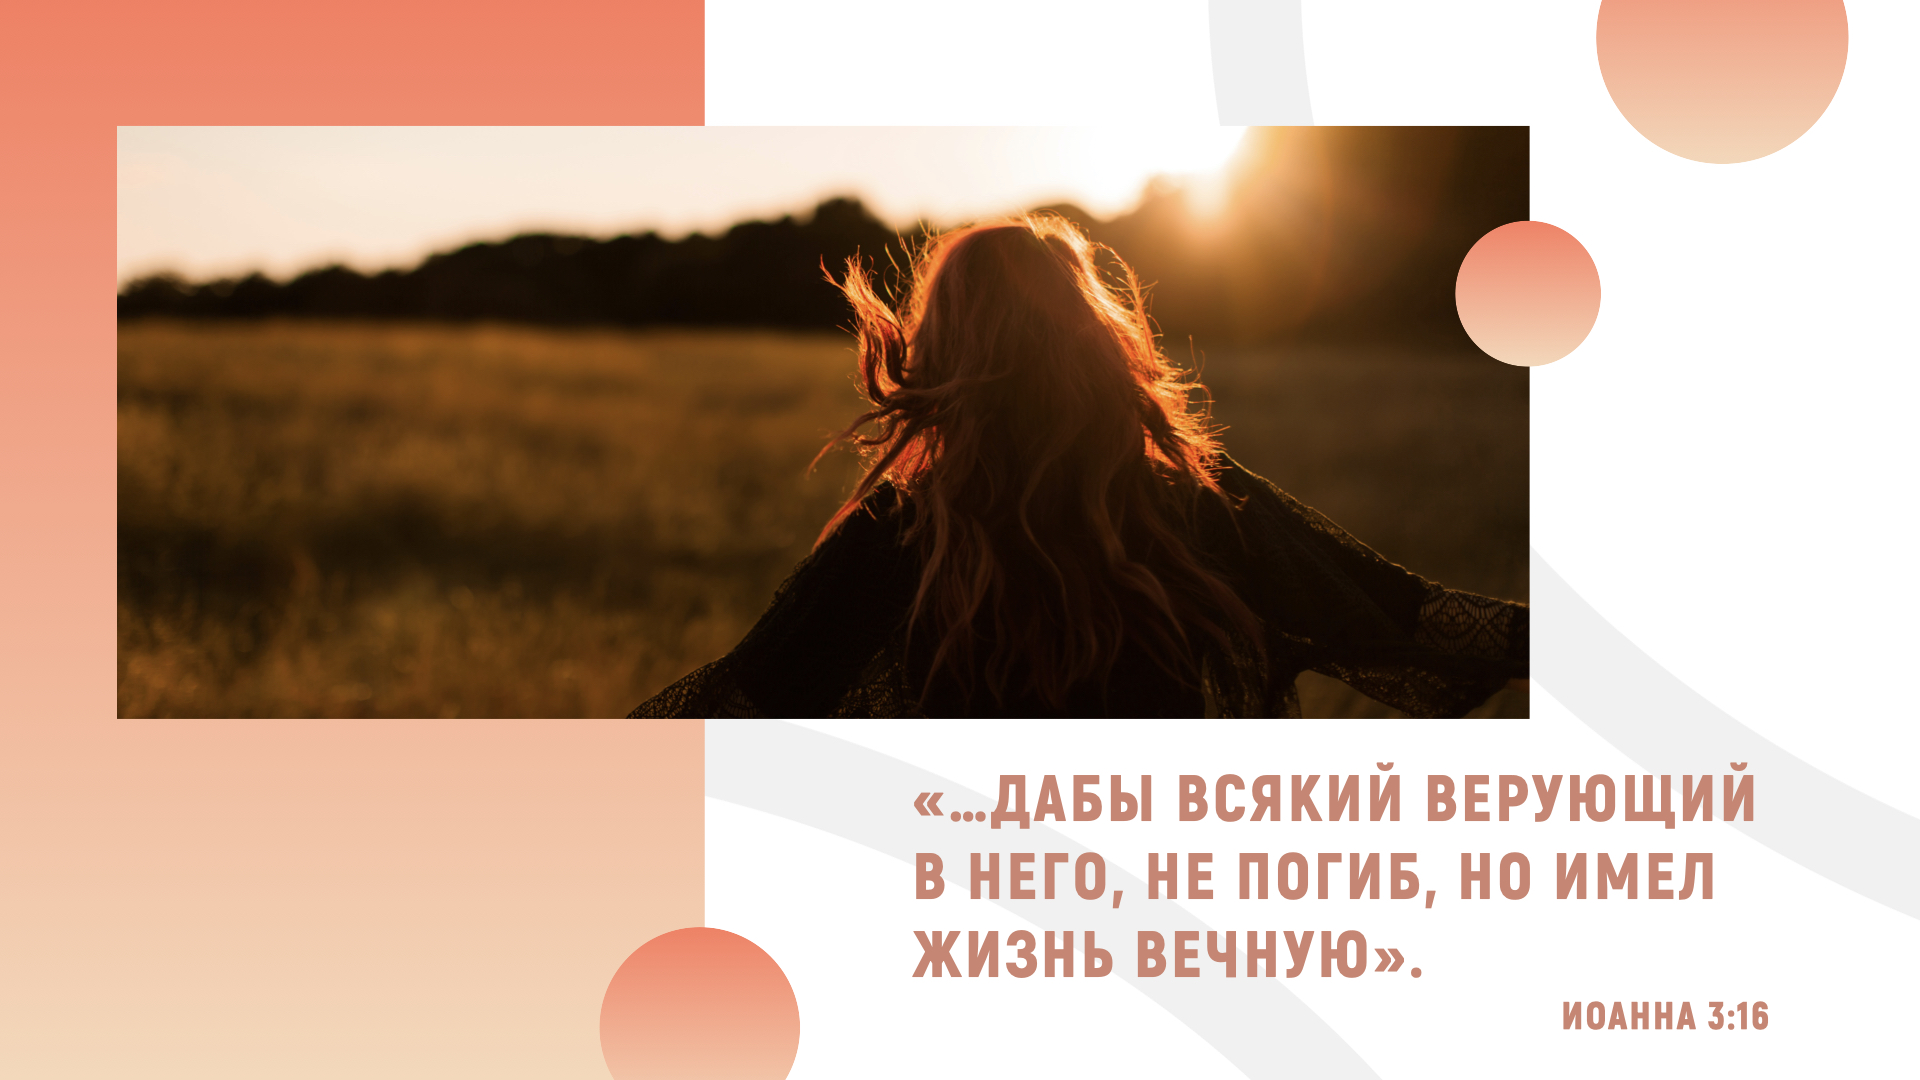 «…ДАБЫ ВСЯКИЙ ВЕРУЮЩИЙ
В НЕГО, НЕ ПОГИБ, НО ИМЕЛ
ЖИЗНЬ ВЕЧНУЮ».
ИОАННА 3:16